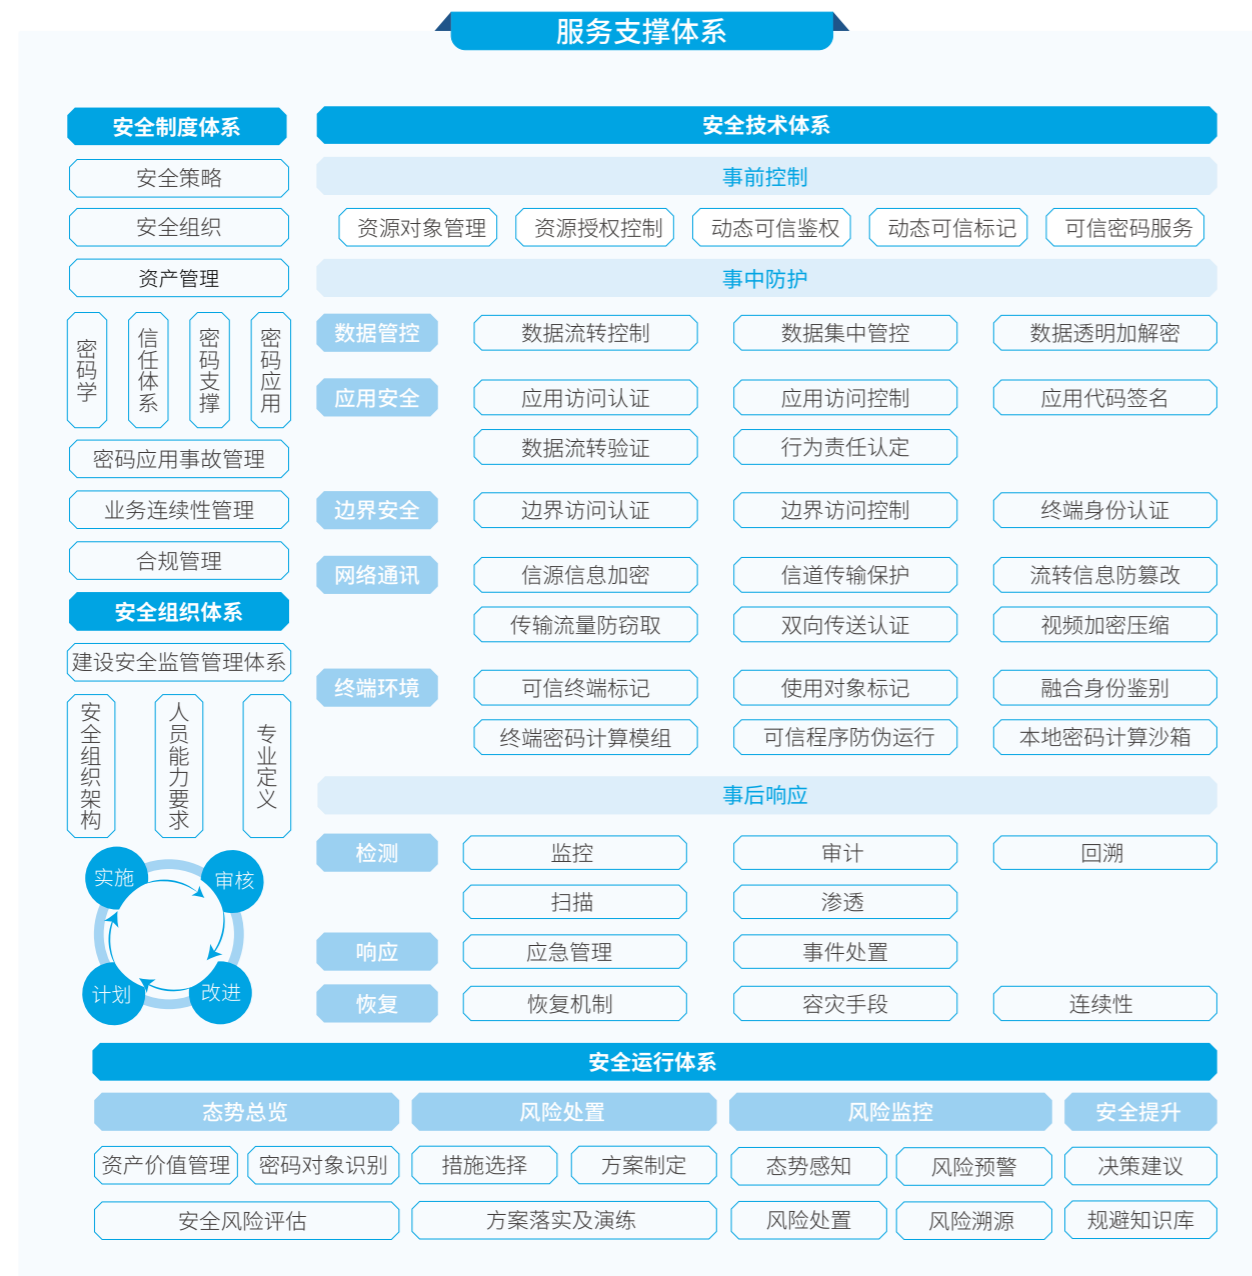 服务支撑体系
安全制度体系
安全策略
安全组织
资产管理
密码学
信任体系
密码支撑
密码应用
密码应用事故管理
业务连续性管理
合规管理
安全组织体系
建设安全监管管理体系
安全组织架构
人员能力要求
专业定义
实施
审核
计划
改进
安全技术体系
事前控制
资源对象管理 资源授权控制 动态可信鉴权 动态可信标记 可信密码服务
事中防护
数据管控 数据流转控制 数据集中管控 数据透明加解密
应用安全 应用访问认证 应用访问控制 应用代码签名
数据流转验证 行为责任认定
边界安全 边界访问认证 边界访问控制 终端身份认证
网络通讯 信源信息加密 信道传输保护 流转信息防篡改
传输流量防窃取 双向传送认证 视频加密压缩
终端环境 可信终端标记 使用对象标记 融合身份鉴别
终端密码计算模组 可信程序防伪运行 本地密码计算沙箱
事后响应
检测 监控 审计 回溯
扫描 渗透
响应 应急管理 事件处置
恢复 恢复机制 容灾手段 连续性
安全运行体系
态势总览 风险处置 风险监控 安全提升
资产价值管理 密码对象识别 措施选择 方案制定 态势感知 风险预警 决策建议
安全风险评估 方案落实及演练 风险处置 风险溯源 规避知识库